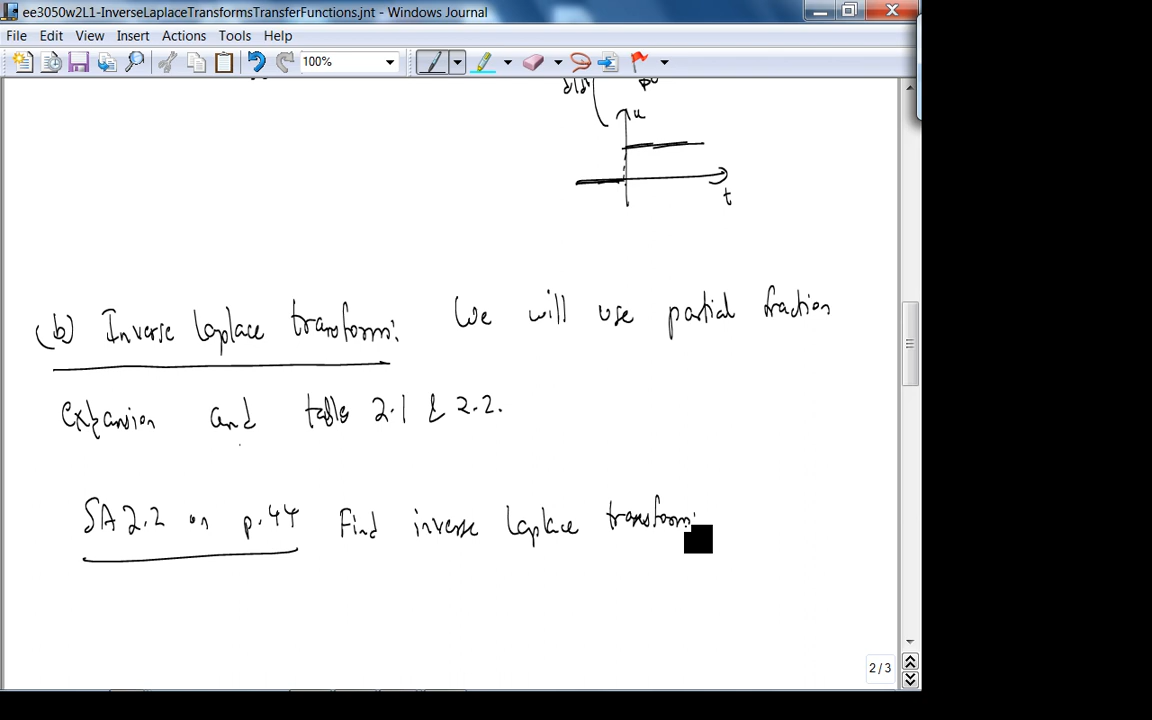 ee3050w2L1-InverseLaplaceTransformsTransferFunctions.jnt - Windows Journal
File Edit View Insert Actions Tools Help
100%
u
t
(b) Inverse Laplace transform: We will use partial fraction
expansion and tables 2.1 & 2.2.
SA 2.2 on p.44 Find inverse Laplace transform:
2 / 3